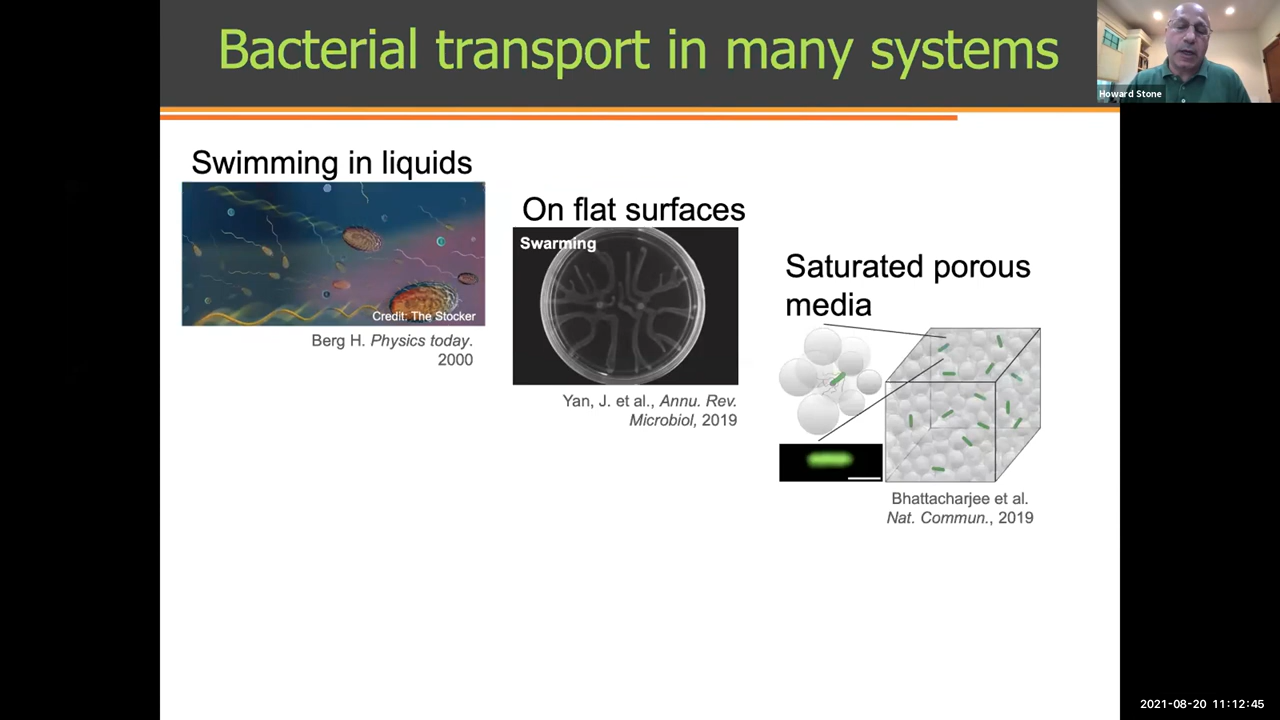 Bacterial transport in many systems
Howard Stone
Swimming in liquids
Credit: The Stocker
Berg H. Physics today.
2000
On flat surfaces
Swarming
Yan, J. et al., Annu. Rev.
Microbiol, 2019
Saturated porous
media
Bhattacharjee et al.
Nat. Commun., 2019
2021-08-20 11:12:45